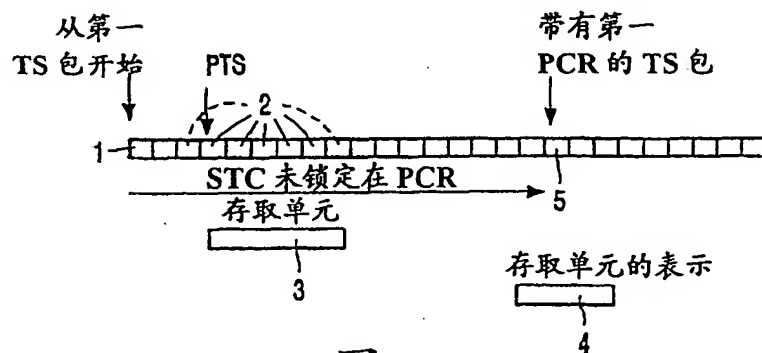 从第一
TS 包开始
PTS
带有第一
PCR 的 TS 包
2
1
STC 未锁定在 PCR
5
存取单元
3
存取单元的表示
4